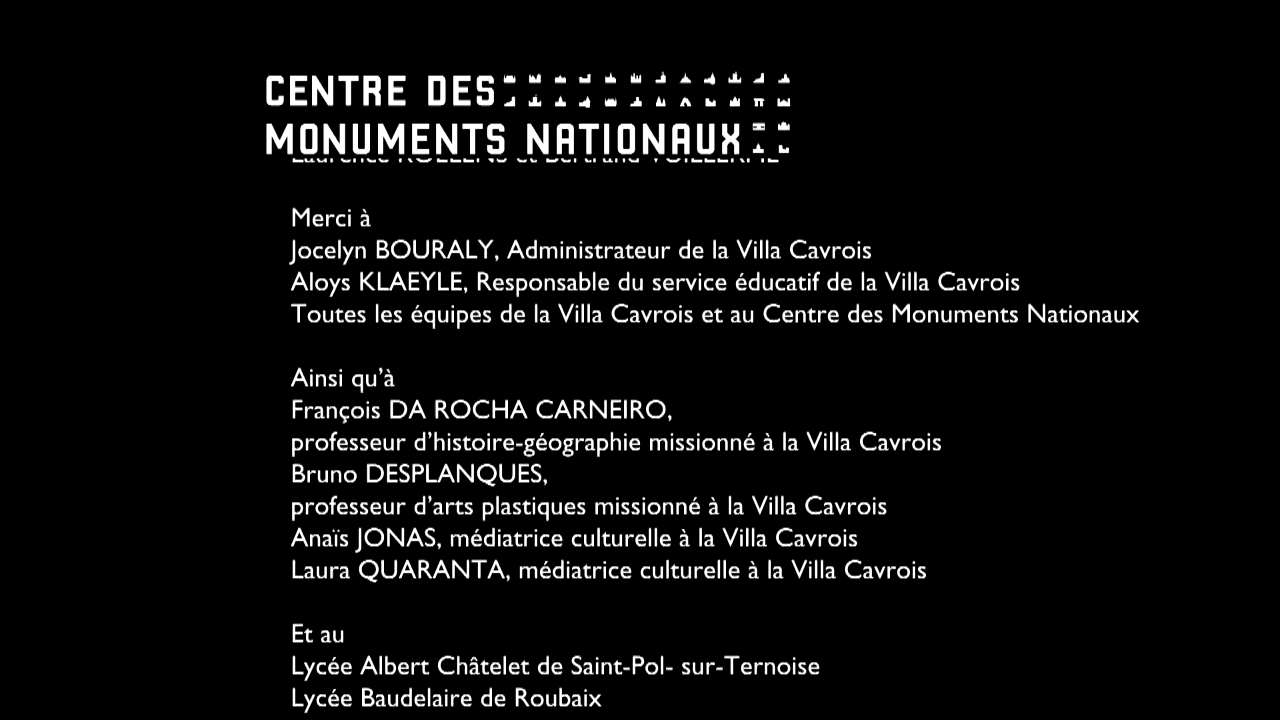 CENTRE DES
MONUMENTS NATIONAUX
Merci à
Jocelyn BOURALY, Administrateur de la Villa Cavrois
Aloys KLAEYLE, Responsable du service éducatif de la Villa Cavrois
Toutes les équipes de la Villa Cavrois et au Centre des Monuments Nationaux
Ainsi qu’à
François DA ROCHA CARNEIRO,
professeur d’histoire-géographie missionné à la Villa Cavrois
Bruno DESPLANQUES,
professeur d’arts plastiques missionné à la Villa Cavrois
Anaïs JONAS, médiatrice culturelle à la Villa Cavrois
Laura QUARANTA, médiatrice culturelle à la Villa Cavrois
Et au
Lycée Albert Châtelet de Saint-Pol- sur-Ternoise
Lycée Baudelaire de Roubaix